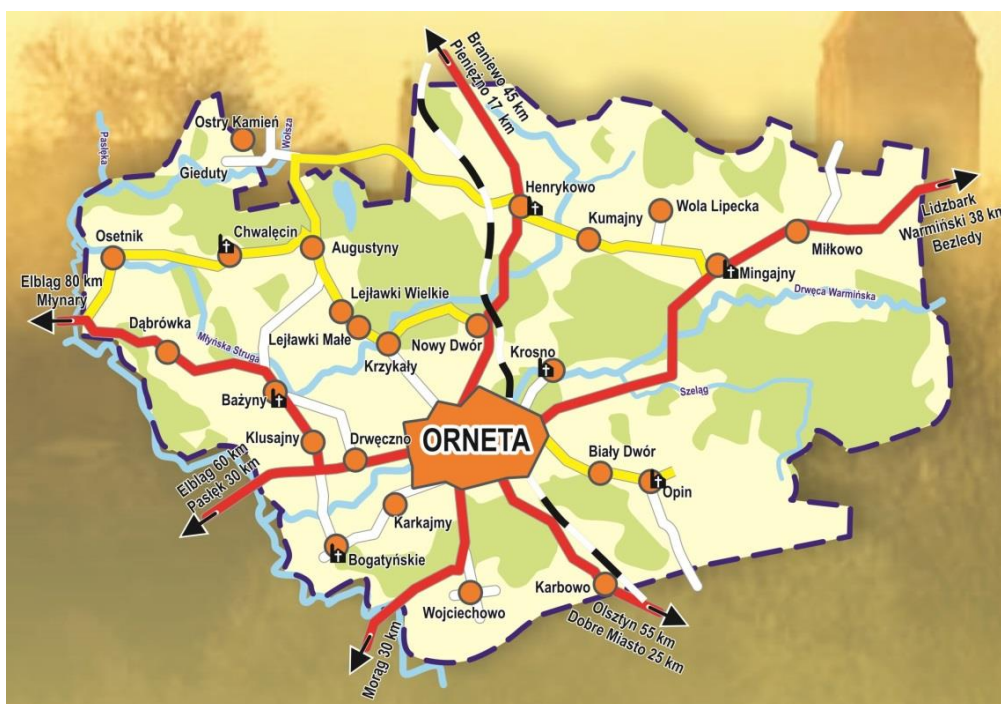 Braniewo 45 km
Pieniężno 17 km
Ostry Kamień
Wolsza
Pasłęka
Gieduty
Henrykowo
Wola Lipecka
Kumajny
Lidzbark
Warmiński 38 km
Bezledy
Chwalęcin
Osetnik
Augustyny
Miłkowo
Mingajny
Elbląg 80 km
Młynary
Lejławki Wielkie
Drwęca Warmińska
Dąbrówka
Młyńska Struga
Lejławki Małe
Nowy Dwór
Krzykały
Krosno
Szeląg
Bażyny
ORNETA
Klusajny
Drwęczno
Biały Dwór
Elbląg 60 km
Pasłęk 30 km
Opin
Karkajmy
Bogatyńskie
Wojciechowo
Karbowo
Olsztyn 55 km
Dobre Miasto 25 km
Morąg 30 km